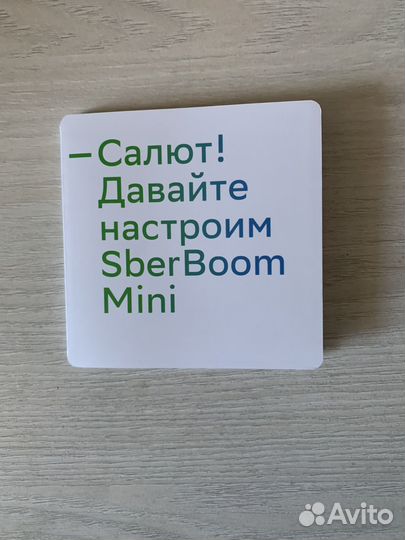 – Салют!
Давайте
настроим
SberBoom
Mini
Avito